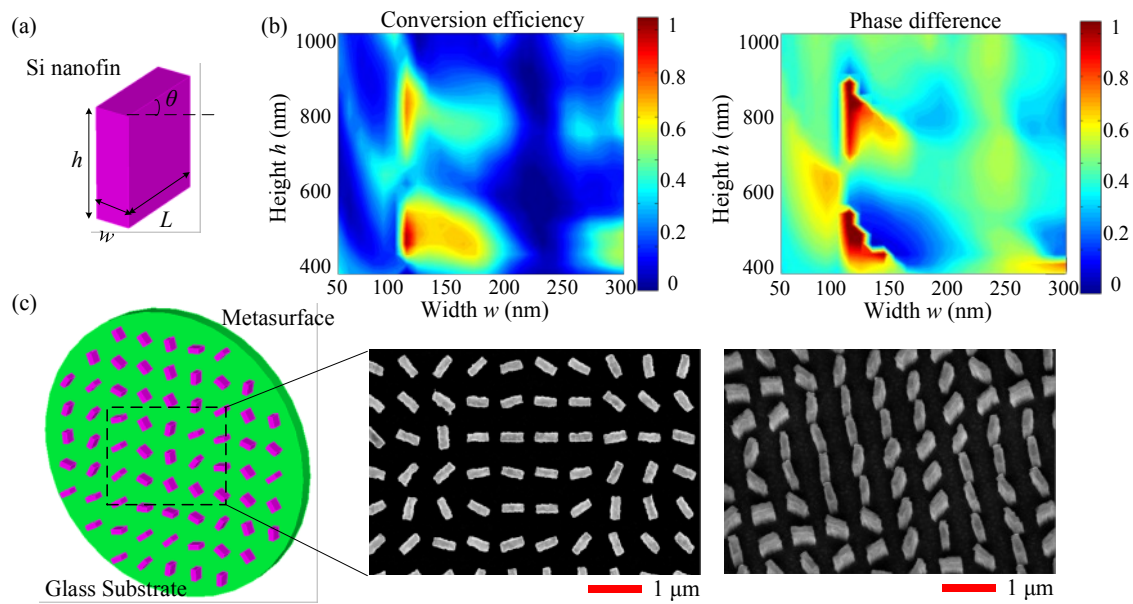 (a)
Si nanofin
θ
h
w
L
(b)
Conversion efficiency
Height h (nm)
1000
800
600
400
50
100
150
200
250
300
Width w (nm)
1
0.8
0.6
0.4
0.2
0
Phase difference
Height h (nm)
1000
800
600
400
50
100
150
200
250
300
Width w (nm)
1
0.8
0.6
0.4
0.2
0
(c)
Metasurface
Glass Substrate
1 μm
1 μm